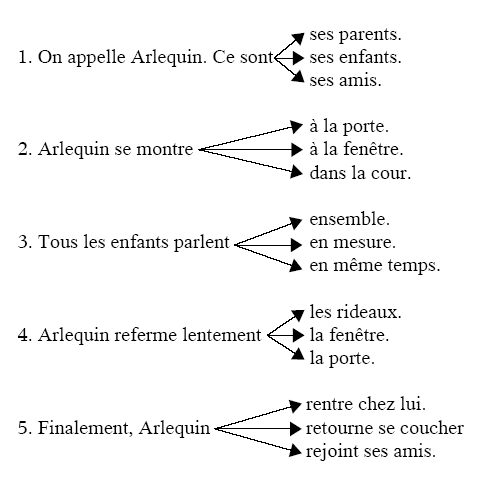 ses parents.
1. On appelle Arlequin. Ce sont ses enfants.
ses amis.
à la porte.
2. Arlequin se montre à la fenêtre.
dans la cour.
ensemble.
3. Tous les enfants parlent en mesure.
en même temps.
les rideaux.
4. Arlequin referme lentement la fenêtre.
la porte.
rentre chez lui.
5. Finalement, Arlequin retourne se coucher
rejoint ses amis.